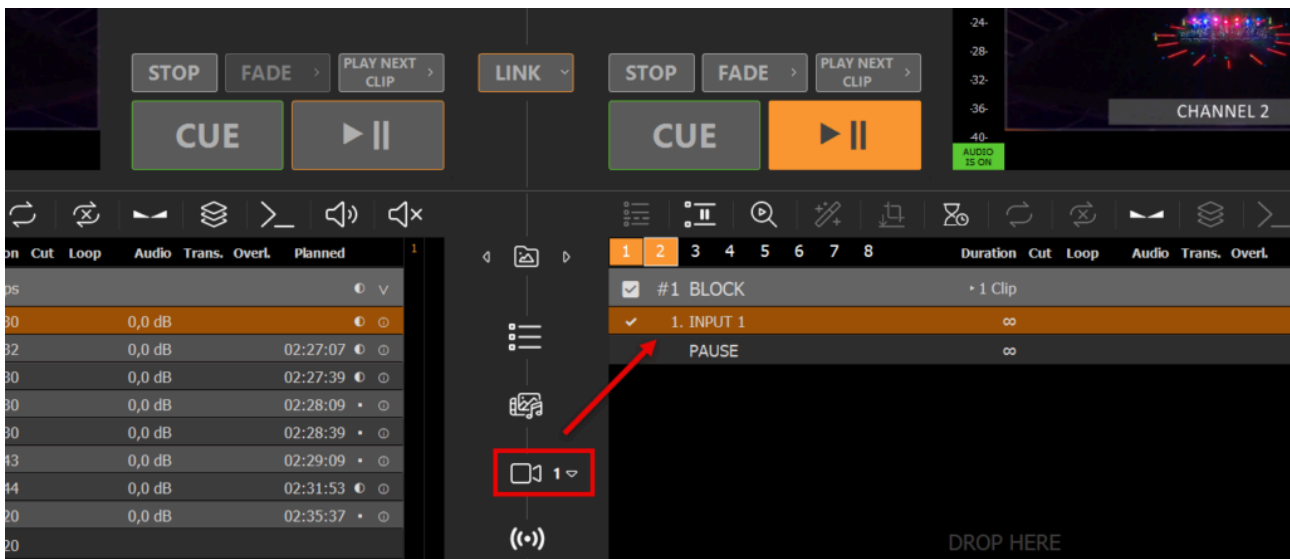 -24-
-28-
-32-
-36-
-40-
AUDIO
IS ON
CHANNEL 2
STOP FADE PLAY NEXT
CLIP
LINK
STOP FADE PLAY NEXT
CLIP
CUE
CUE
on Cut Loop Audio Trans. Overl. Planned 1
ps
30 0,0 dB
32 0,0 dB 02:27:07
30 0,0 dB 02:27:39
30 0,0 dB 02:28:09
30 0,0 dB 02:28:39
43 0,0 dB 02:29:09
44 0,0 dB 02:31:53
20 0,0 dB 02:35:37
20
1
1 2 3 4 5 6 7 8 Duration Cut Loop Audio Trans. Overl.
#1 BLOCK 1 Clip
1. INPUT 1 ∞
PAUSE ∞
DROP HERE